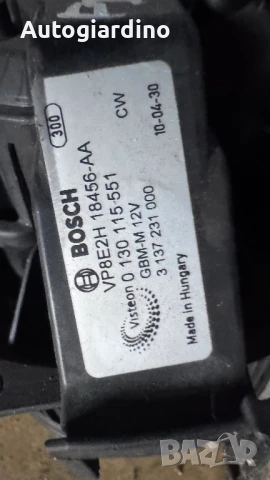 Autogiardino
300
BOSCH
VP8E2H 18456-AA
CW
10-04-30
0 130 115-551
GBM-M 12V
3 137 231 000
Visteon
Made in Hungary
BAZAR